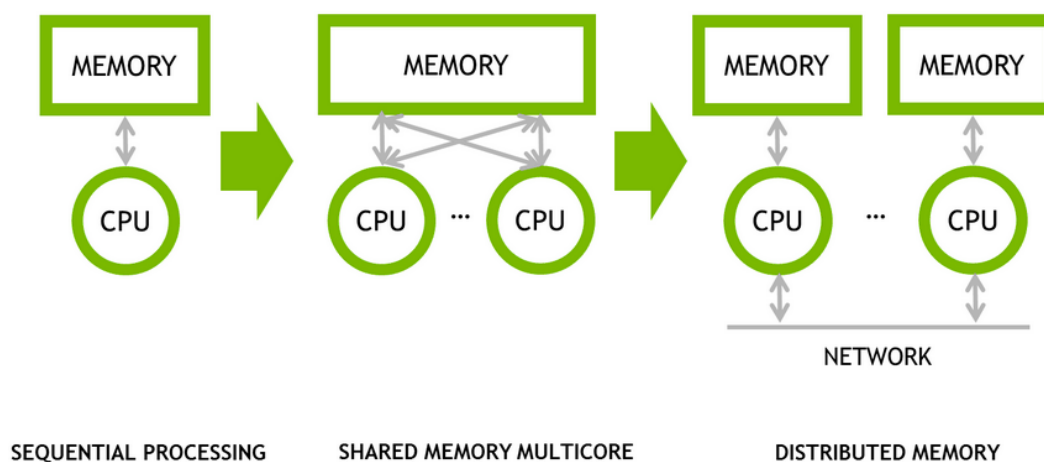 MEMORY
CPU
SEQUENTIAL PROCESSING
MEMORY
CPU ... CPU
SHARED MEMORY MULTICORE
MEMORY MEMORY
CPU ... CPU
NETWORK
DISTRIBUTED MEMORY